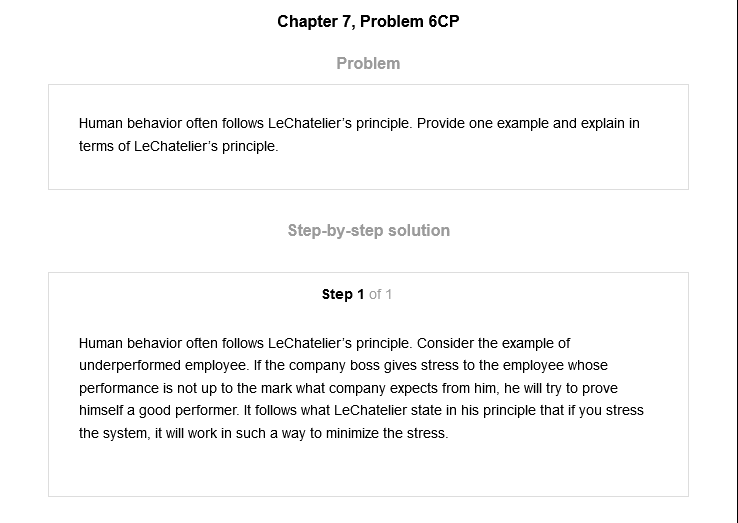 Chapter 7, Problem 6CP
Problem
Human behavior often follows LeChatelier's principle. Provide one example and explain in
terms of LeChatelier's principle.
Step-by-step solution
Step 1 of 1
Human behavior often follows LeChatelier's principle. Consider the example of
underperformed employee. If the company boss gives stress to the employee whose
performance is not up to the mark what company expects from him, he will try to prove
himself a good performer. It follows what LeChatelier state in his principle that if you stress
the system, it will work in such a way to minimize the stress.